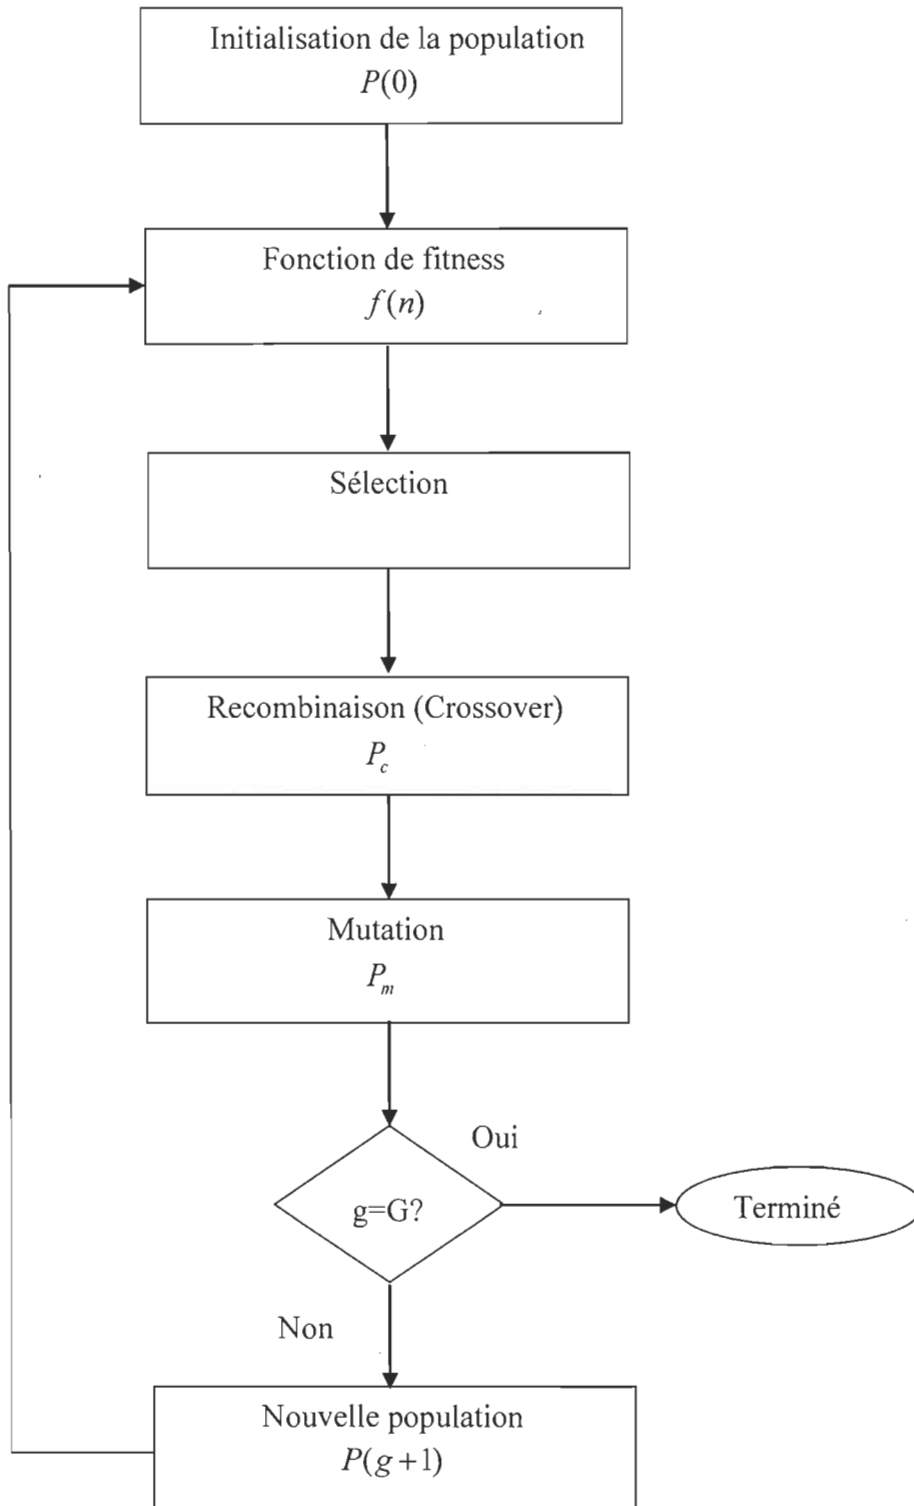 Initialisation de la population
P(0)
Fonction de fitness
f(n)
Sélection
Recombinaison (Crossover)
P_c
Mutation
P_m
Oui
g=G?
Terminé
Non
Nouvelle population
P(g+1)